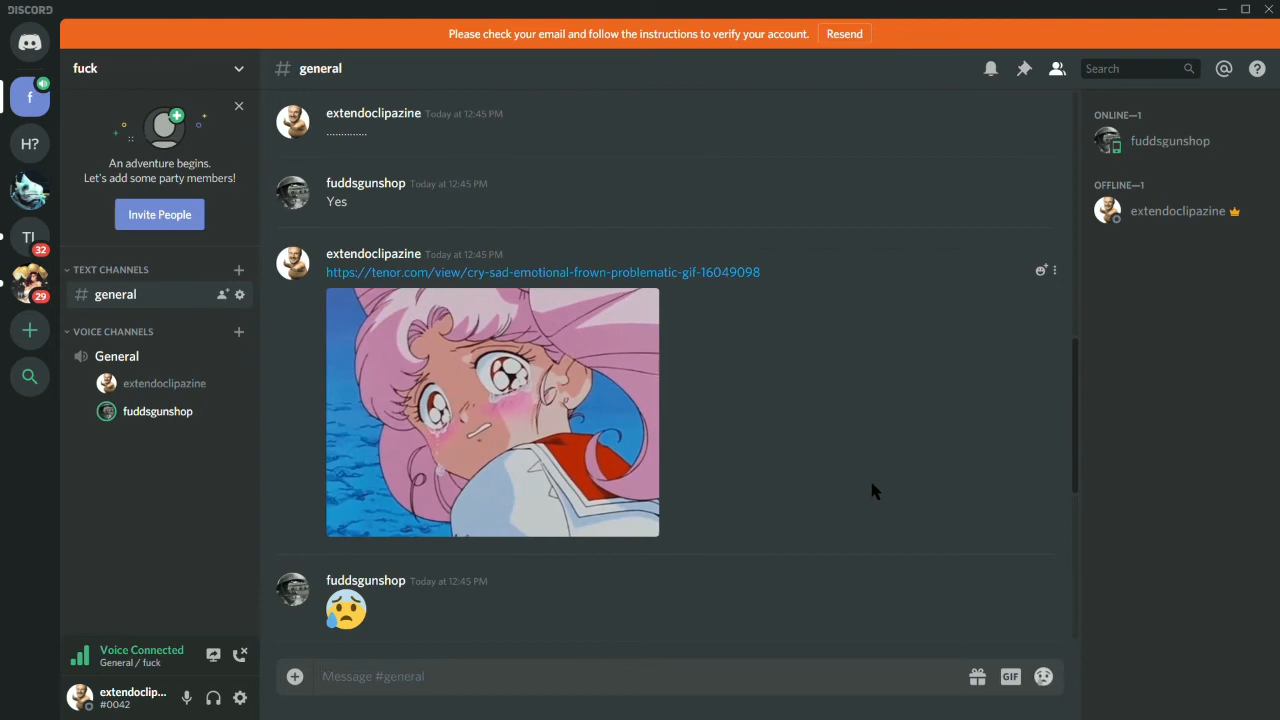 DISCORD
Please check your email and follow the instructions to verify your account. Resend
fuck
general
Search
f
H?
TI
32
29
An adventure begins.
Let's add some party members!
Invite People
TEXT CHANNELS
general
VOICE CHANNELS
General
extendoclipazine
fuddsgunshop
Voice Connected
General / fuck
extendoclip...
#0042
extendoclipazine Today at 12:45 PM
..............
fuddsgunshop Today at 12:45 PM
Yes
extendoclipazine Today at 12:45 PM
https://tenor.com/view/cry-sad-emotional-frown-problematic-gif-16049098
fuddsgunshop Today at 12:45 PM
Message #general
GIF
ONLINE—1
fuddsgunshop
OFFLINE—1
extendoclipazine